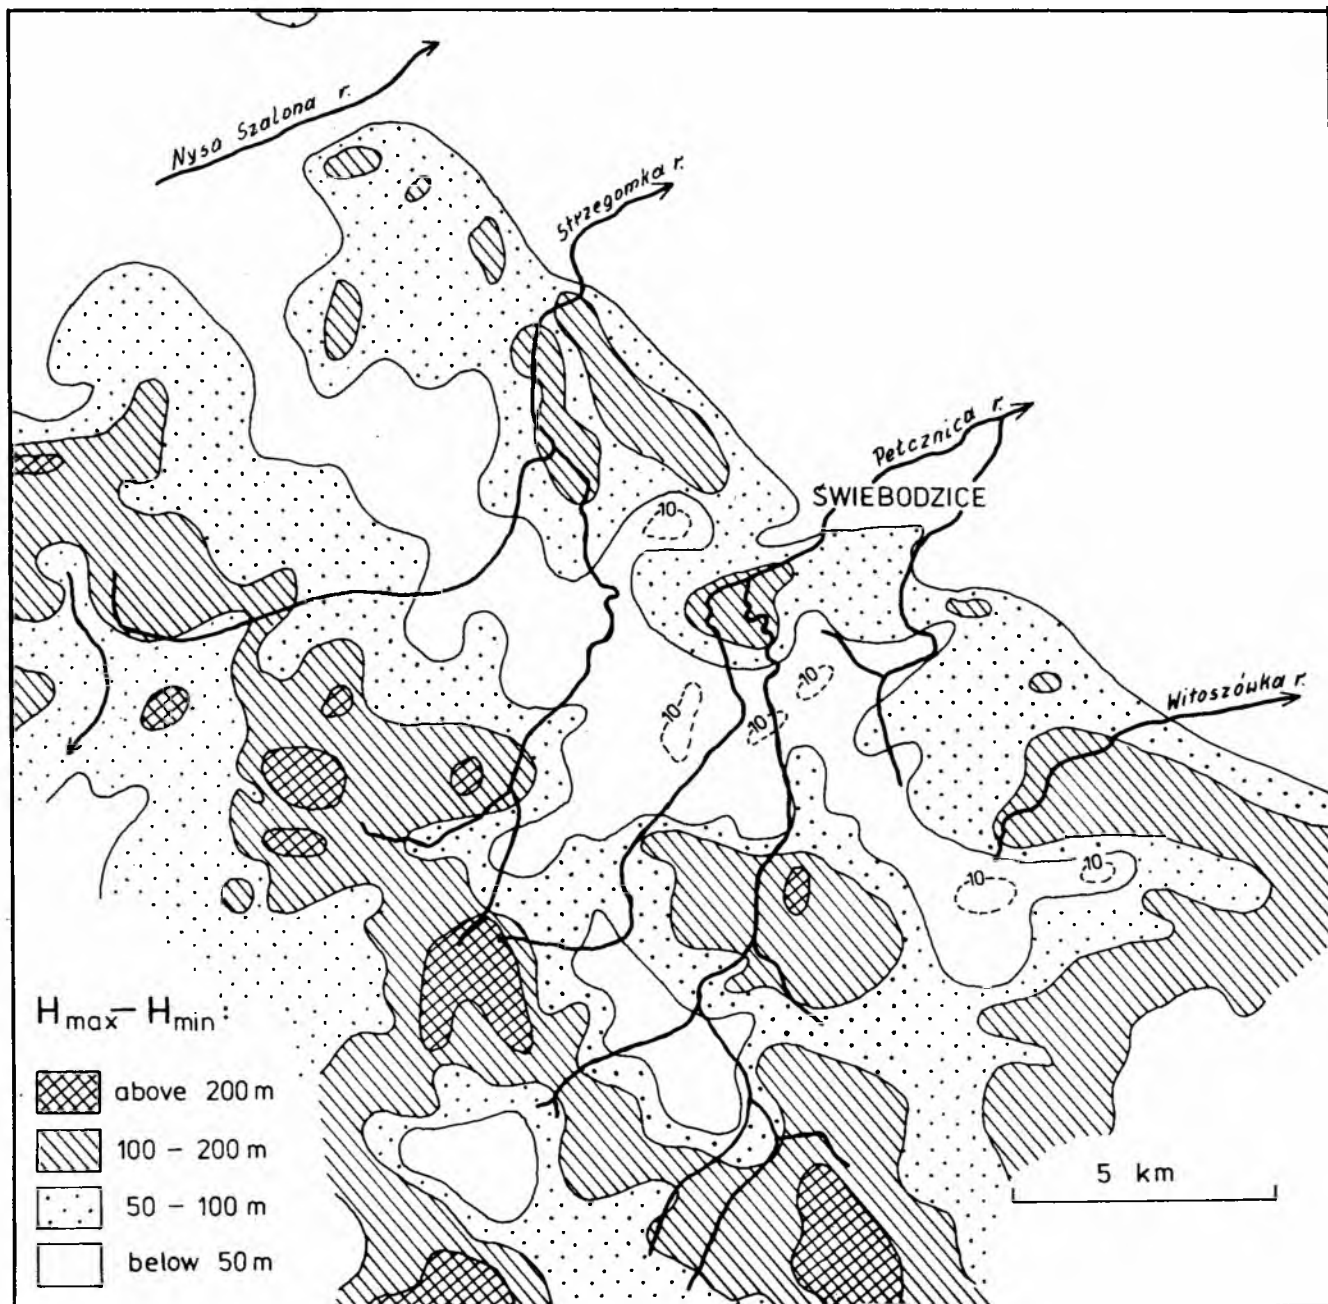 Nysa Szalona r.
Strzegomka r.
Pełcznica r.
ŚWIEBODZICE
10
10
10
10
Witoszówka r.
10
10
Hmax – Hmin:
above 200 m
100 – 200 m
50 – 100 m
below 50 m
5 km